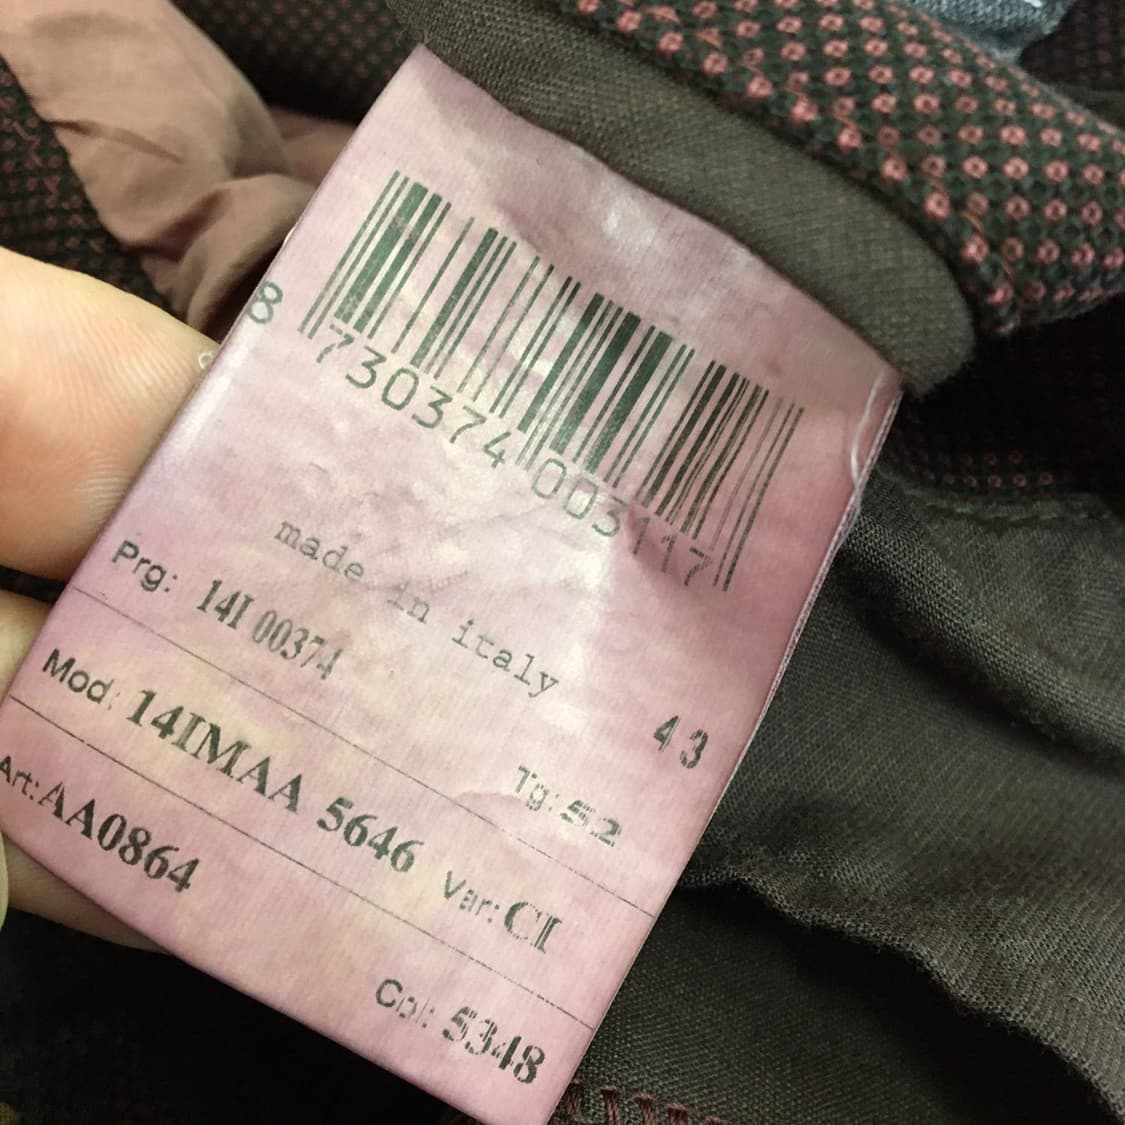 8 730374 003117
made in italy
43
Prg: 14I 00374 Tg: 52
Mod: 14IMAA 5646 Var: CI
Art: AA0864 Col: 5348